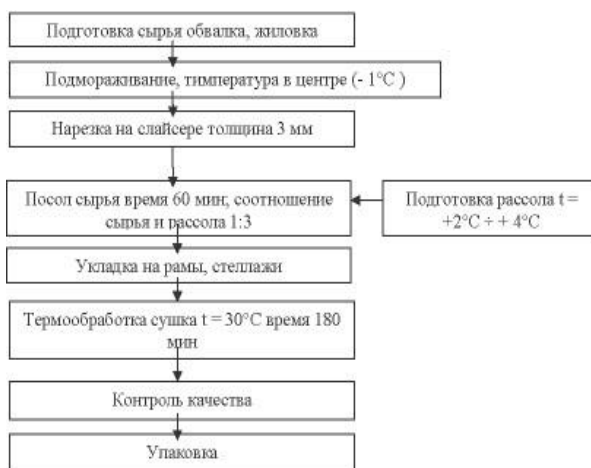 Подготовка сырья обвалка, жиловка
Подмораживание, тимпература в центре (- 1°С )
Нарезка на слайсере толщина 3 мм
Посол сырья время 60 мин; соотношение
сырья и рассола 1:3
Подготовка рассола t =
+2°С ÷ + 4°С
Укладка на рамы, стеллажи
Термообработка сушка t = 30°С время 180
мин
Контроль качества
Упаковка